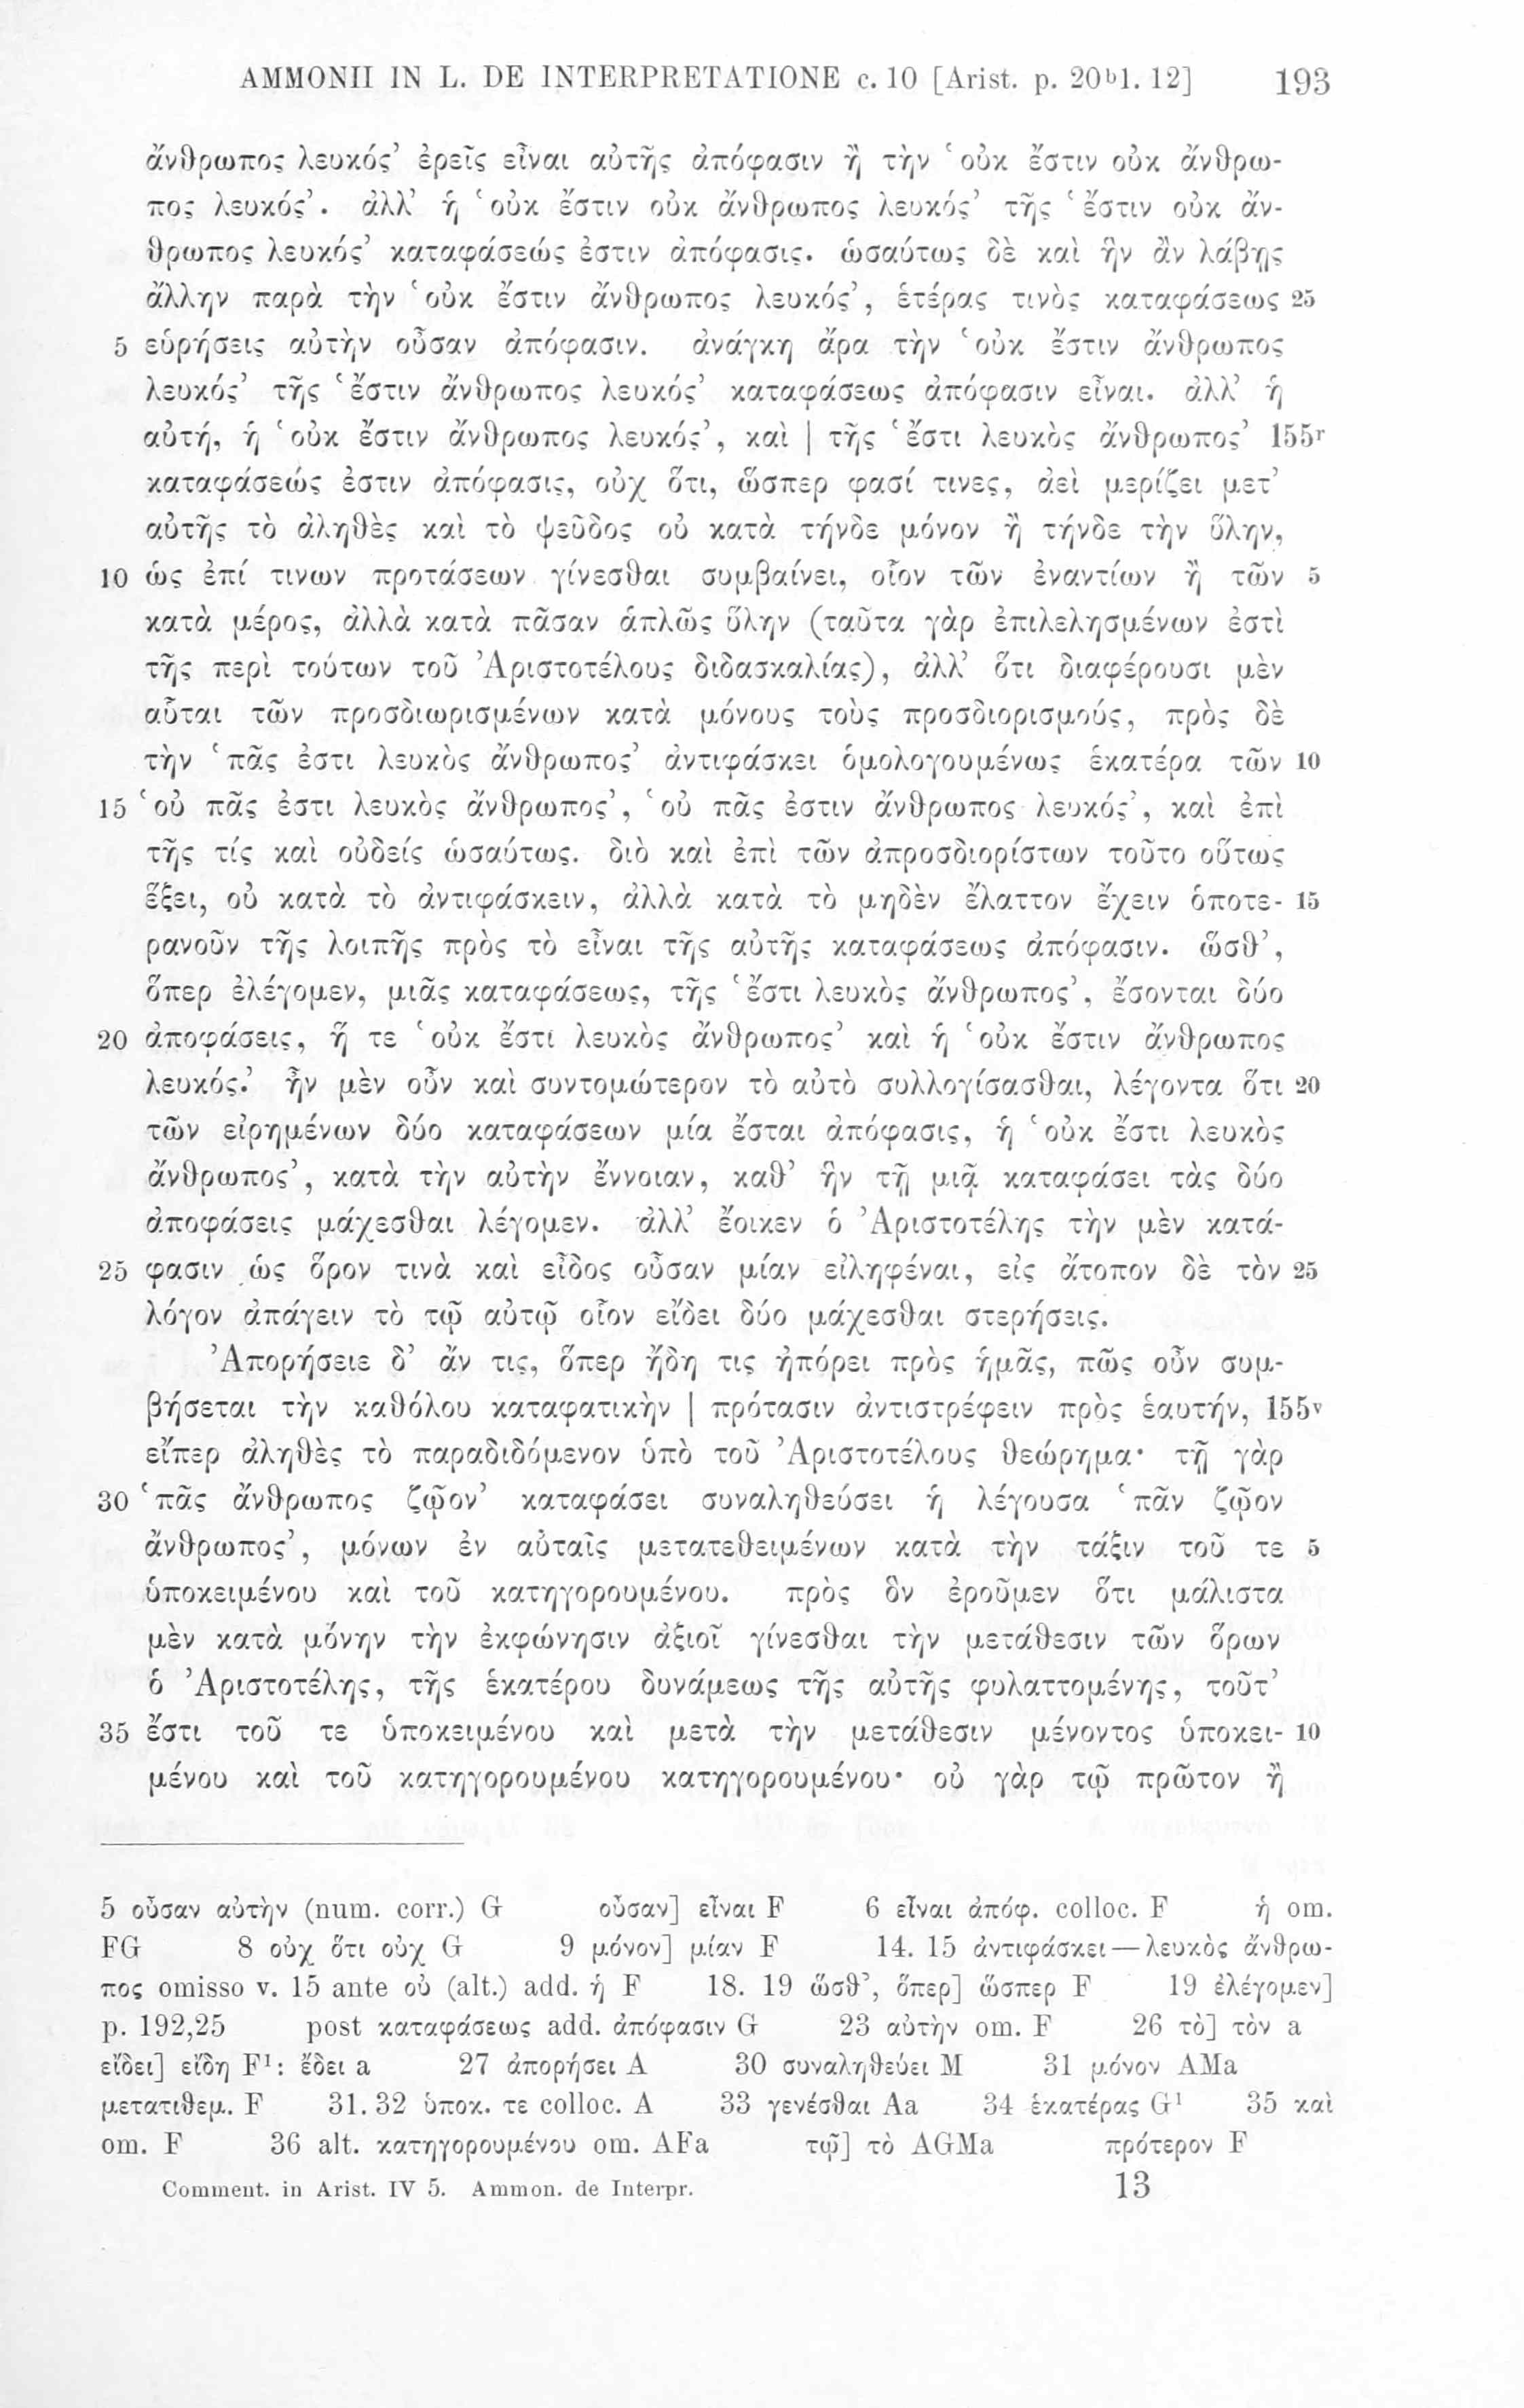 AMMONII IN L. DE INTERPRETATIONE c. 10 [Arist. p. 20ᵇ1. 12] 193
ἄνθρωπος λευκός’ ἐρεῖς εἶναι αὐτῆς ἀπόφασιν ἢ τὴν ‘οὐκ ἔστιν οὐκ ἄνθρω-
πος λευκός’. ἀλλ’ ἡ ‘οὐκ ἔστιν οὐκ ἄνθρωπος λευκός’ τῆς ‘ἔστιν οὐκ ἄν-
θρωπος λευκός’ καταφάσεώς ἐστιν ἀπόφασις. ὡσαύτως δὲ καὶ ἣν ἂν λάβῃς
ἄλλην παρὰ τὴν ‘οὐκ ἔστιν ἄνθρωπος λευκός’, ἑτέρας τινὸς καταφάσεως 25
5 εὑρήσεις αὐτὴν οὖσαν ἀπόφασιν. ἀνάγκη ἄρα τὴν ‘οὐκ ἔστιν ἄνθρωπος
λευκός’ τῆς ‘ἔστιν ἄνθρωπος λευκός’ καταφάσεως ἀπόφασιν εἶναι. ἀλλ’ ἡ
αὐτή, ἡ ‘οὐκ ἔστιν ἄνθρωπος λευκός’, καὶ | τῆς ‘ἔστι λευκὸς ἄνθρωπος’ 155ʳ
καταφάσεώς ἐστιν ἀπόφασις, οὐχ ὅτι, ὥσπερ φασί τινες, ἀεὶ μερίζει μετ’
αὐτῆς τὸ ἀληθὲς καὶ τὸ ψεῦδος οὐ κατὰ τήνδε μόνον ἢ τήνδε τὴν ὕλην,
10 ὡς ἐπί τινων προτάσεων γίνεσθαι συμβαίνει, οἷον τῶν ἐναντίων ἢ τῶν 5
κατὰ μέρος, ἀλλὰ κατὰ πᾶσαν ἁπλῶς ὕλην (ταῦτα γὰρ ἐπιλελησμένων ἐστὶ
τῆς περὶ τούτων τοῦ Ἀριστοτέλους διδασκαλίας), ἀλλ’ ὅτι διαφέρουσι μὲν
αὗται τῶν προσδιωρισμένων κατὰ μόνους τοὺς προσδιορισμούς, πρὸς δὲ
τὴν ‘πᾶς ἐστι λευκὸς ἄνθρωπος’ ἀντιφάσκει ὁμολογουμένως ἑκατέρα τῶν 10
15 ‘οὐ πᾶς ἐστι λευκὸς ἄνθρωπος’, ‘οὐ πᾶς ἐστιν ἄνθρωπος λευκός’, καὶ ἐπὶ
τῆς τίς καὶ οὐδείς ὡσαύτως. διὸ καὶ ἐπὶ τῶν ἀπροσδιορίστων τοῦτο οὕτως
ἕξει, οὐ κατὰ τὸ ἀντιφάσκειν, ἀλλὰ κατὰ τὸ μηδὲν ἔλαττον ἔχειν ὁποτε- 15
ρανοῦν τῆς λοιπῆς πρὸς τὸ εἶναι τῆς αὐτῆς καταφάσεως ἀπόφασιν. ὥσθ’,
ὅπερ ἐλέγομεν, μιᾶς καταφάσεως, τῆς ‘ἔστι λευκὸς ἄνθρωπος’, ἔσονται δύο
20 ἀποφάσεις, ἥ τε ‘οὐκ ἔστι λευκὸς ἄνθρωπος’ καὶ ἡ ‘οὐκ ἔστιν ἄνθρωπος
λευκός.’ ἦν μὲν οὖν καὶ συντομώτερον τὸ αὐτὸ συλλογίσασθαι, λέγοντα ὅτι 20
τῶν εἰρημένων δύο καταφάσεων μία ἔσται ἀπόφασις, ἡ ‘οὐκ ἔστι λευκὸς
ἄνθρωπος’, κατὰ τὴν αὐτὴν ἔννοιαν, καθ’ ἣν τῇ μιᾷ καταφάσει τὰς δύο
ἀποφάσεις μάχεσθαι λέγομεν. ἀλλ’ ἔοικεν ὁ Ἀριστοτέλης τὴν μὲν κατά-
25 φασιν ὡς ὅρον τινὰ καὶ εἶδος οὖσαν μίαν εἰληφέναι, εἰς ἄτοπον δὲ τὸν 25
λόγον ἀπάγειν τὸ τῷ αὐτῷ οἷον εἴδει δύο μάχεσθαι στερήσεις.
Ἀπορήσειε δ’ ἄν τις, ὅπερ ἤδη τις ἠπόρει πρὸς ἡμᾶς, πῶς οὖν συμ-
βήσεται τὴν καθόλου καταφατικὴν | πρότασιν ἀντιστρέφειν πρὸς ἑαυτήν, 155ᵛ
εἴπερ ἀληθὲς τὸ παραδιδόμενον ὑπὸ τοῦ Ἀριστοτέλους θεώρημα· τῇ γὰρ
30 ‘πᾶς ἄνθρωπος ζῷον’ καταφάσει συναληθεύσει ἡ λέγουσα ‘πᾶν ζῷον
ἄνθρωπος’, μόνων ἐν αὐταῖς μετατεθειμένων κατὰ τὴν τάξιν τοῦ τε 5
ὑποκειμένου καὶ τοῦ κατηγορουμένου. πρὸς ὃν ἐροῦμεν ὅτι μάλιστα
μὲν κατὰ μόνην τὴν ἐκφώνησιν ἀξιοῖ γίνεσθαι τὴν μετάθεσιν τῶν ὅρων
ὁ Ἀριστοτέλης, τῆς ἑκατέρου δυνάμεως τῆς αὐτῆς φυλαττομένης, τοῦτ’
35 ἔστι τοῦ τε ὑποκειμένου καὶ μετὰ τὴν μετάθεσιν μένοντος ὑποκει- 10
μένου καὶ τοῦ κατηγορουμένου κατηγορουμένου· οὐ γὰρ τῷ πρῶτον ἢ
5 οὖσαν αὐτὴν (num. corr.) G οὖσαν] εἶναι F 6 εἶναι ἀπόφ. colloc. F ἡ om.
FG 8 οὐχ ὅτι οὐχ G 9 μόνον] μίαν F 14. 15 ἀντιφάσκει — λευκὸς ἄνθρω-
πος omisso v. 15 ante οὐ (alt.) add. ἡ F 18. 19 ὥσθ’, ὅπερ] ὥσπερ F 19 ἐλέγομεν]
p. 192,25 post καταφάσεως add. ἀπόφασιν G 23 αὐτὴν om. F 26 τὸ] τὸν a
εἴδει] εἴδη F¹: ἔδει a 27 ἀπορήσει A 30 συναληθεύει M 31 μόνον AMa
μετατιθεμ. F 31. 32 ὑποκ. τε colloc. A 33 γενέσθαι Aa 34 ἑκατέρας G¹ 35 καὶ
om. F 36 alt. κατηγορουμένου om. AFa τῷ] τὸ AGMa πρότερον F
Comment. in Arist. IV 5. Ammon. de Interpr. 13